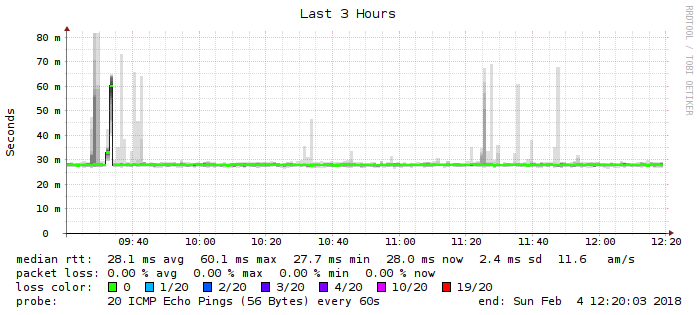 Last 3 Hours
RRDTOOL / TOBI OETIKER
Seconds
80 m
70 m
60 m
50 m
40 m
30 m
20 m
10 m
0
09:40 10:00 10:20 10:40 11:00 11:20 11:40 12:00 12:20
median rtt: 28.1 ms avg 60.1 ms max 27.7 ms min 28.0 ms now 2.4 ms sd 11.6 am/s
packet loss: 0.00 % avg 0.00 % max 0.00 % min 0.00 % now
loss color: 0 1/20 2/20 3/20 4/20 10/20 19/20
probe: 20 ICMP Echo Pings (56 Bytes) every 60s end: Sun Feb 4 12:20:03 2018